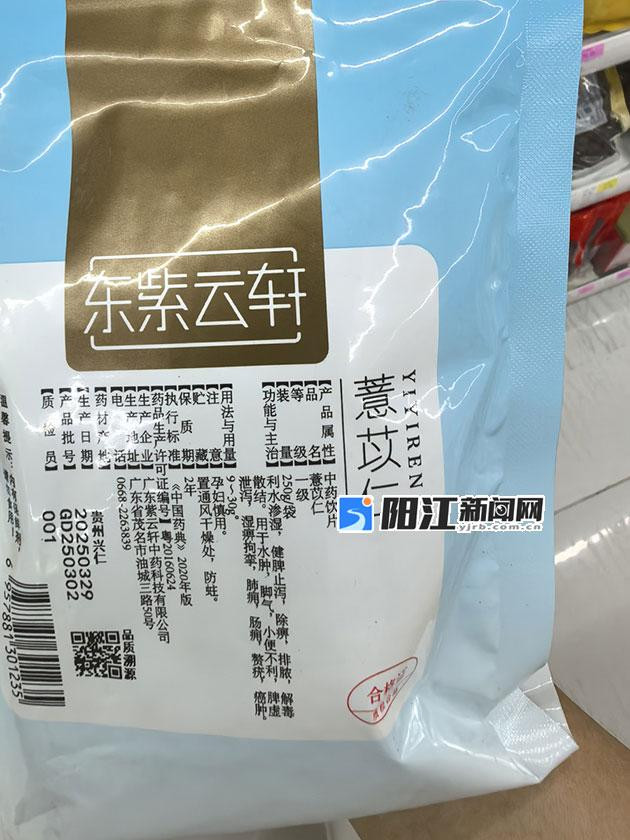 东紫云轩
YIYIREN
薏苡仁
【产品属性】中药饮片
【品名】薏苡仁
【等级】一级
【装量】250g/袋
【功能与主治】利水渗湿,健脾止泻,除痹,排脓,解毒
散结。用于水肿,脚气,小便不利,脾虚
泄泻,湿痹拘挛,肺痈,肠痈,赘疣,癌肿。
【用法与用量】9~30g。
【注意】孕妇慎用。
【贮藏】置通风干燥处,防蛀。
【保质期】2年
【执行标准】《中国药典》2020年版
【药品生产许可证编号】粤20160624
【生产企业】广东紫云轩中药科技有限公司
【生产地址】广东省茂名市油城三路50号
【电话】0668-2263839
【药材产地】贵州 兴仁
【生产日期】20250329
【产品批号】GD250302
【质检员】001
温馨提示:
品质溯源
合格
阳江新闻网
yjrb.com.cn